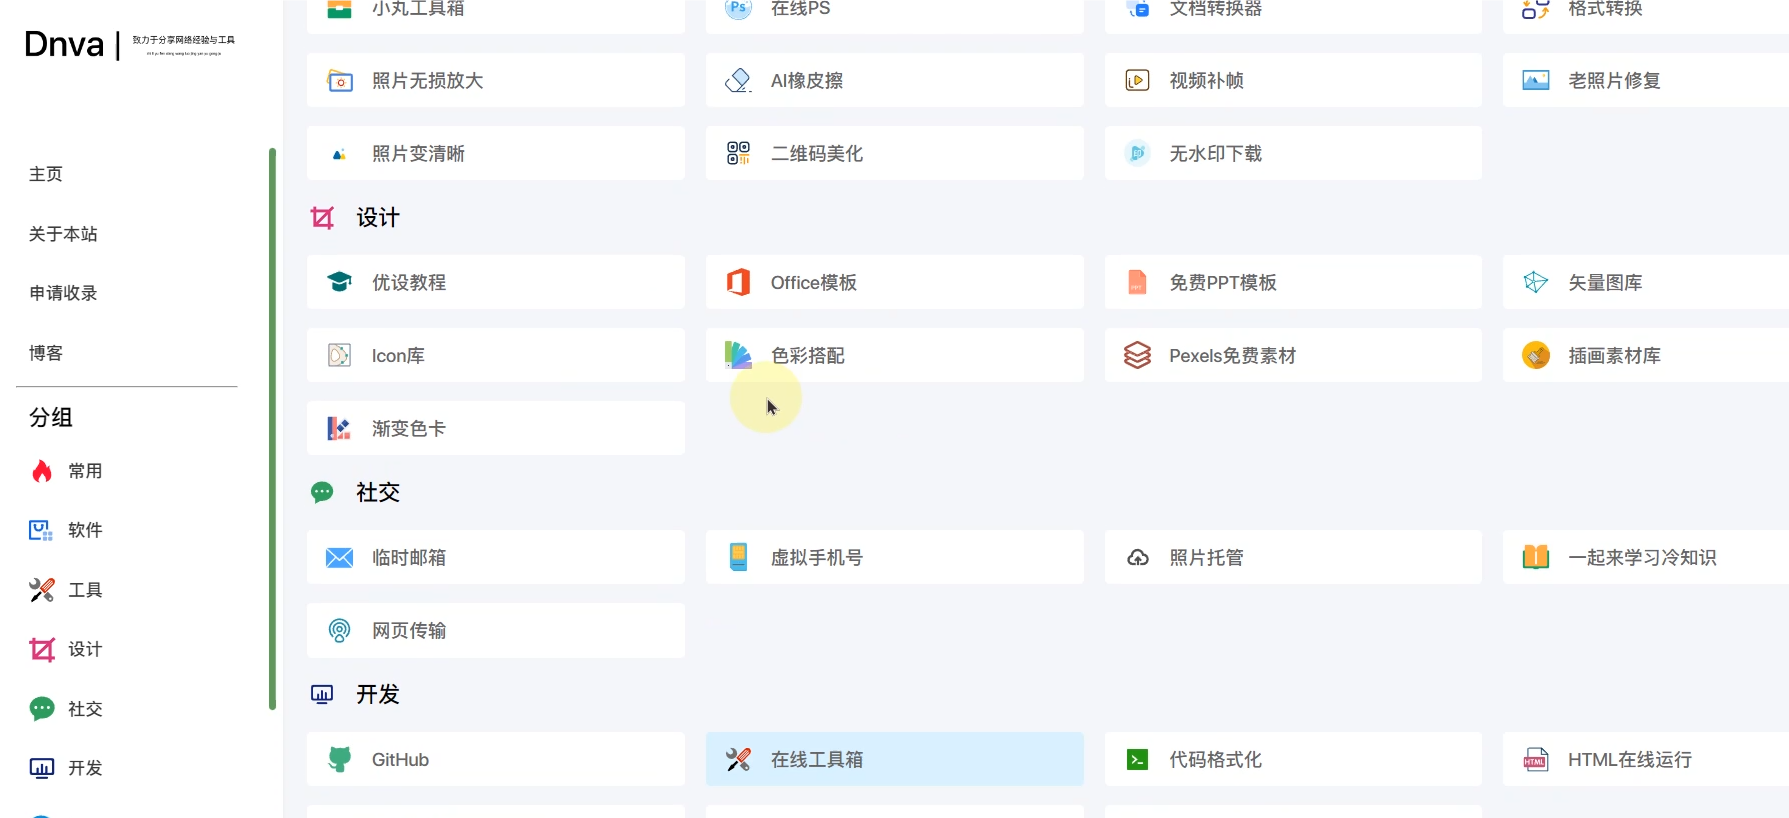 Dnva
致力于分享网络经验与工具
主页
关于本站
申请收录
博客
分组
常用
软件
工具
设计
社交
开发
小丸工具箱
在线PS
文档转换器
格式转换
照片无损放大
AI橡皮擦
视频补帧
老照片修复
照片变清晰
二维码美化
无水印下载
设计
优设教程
Office模板
免费PPT模板
矢量图库
Icon库
色彩搭配
Pexels免费素材
插画素材库
渐变色卡
社交
临时邮箱
虚拟手机号
照片托管
一起来学习冷知识
网页传输
开发
GitHub
在线工具箱
代码格式化
HTML在线运行